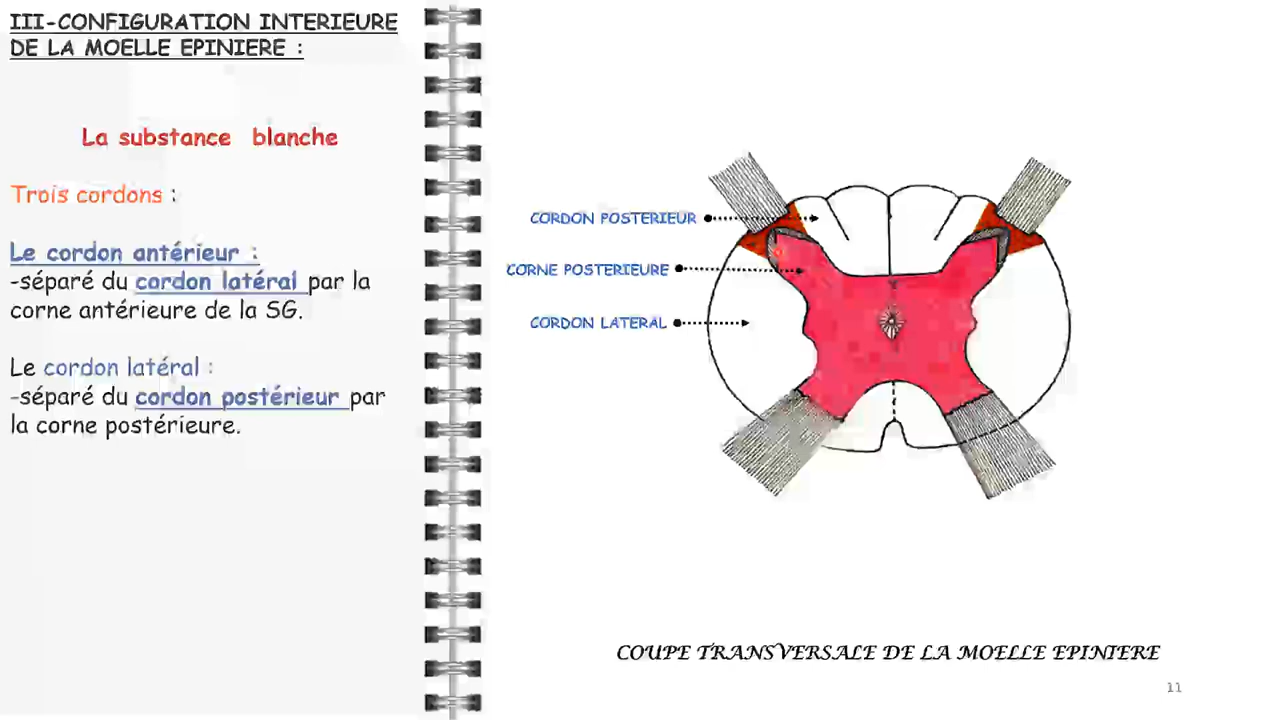 III-CONFIGURATION INTERIEURE
DE LA MOELLE EPINIERE :
La substance blanche
Trois cordons :
Le cordon antérieur :
-séparé du cordon latéral par la
corne antérieure de la SG.
Le cordon latéral :
-séparé du cordon postérieur par
la corne postérieure.
CORDON POSTERIEUR
CORNE POSTERIEURE
CORDON LATERAL
COUPE TRANSVERSALE DE LA MOELLE EPINIERE
11